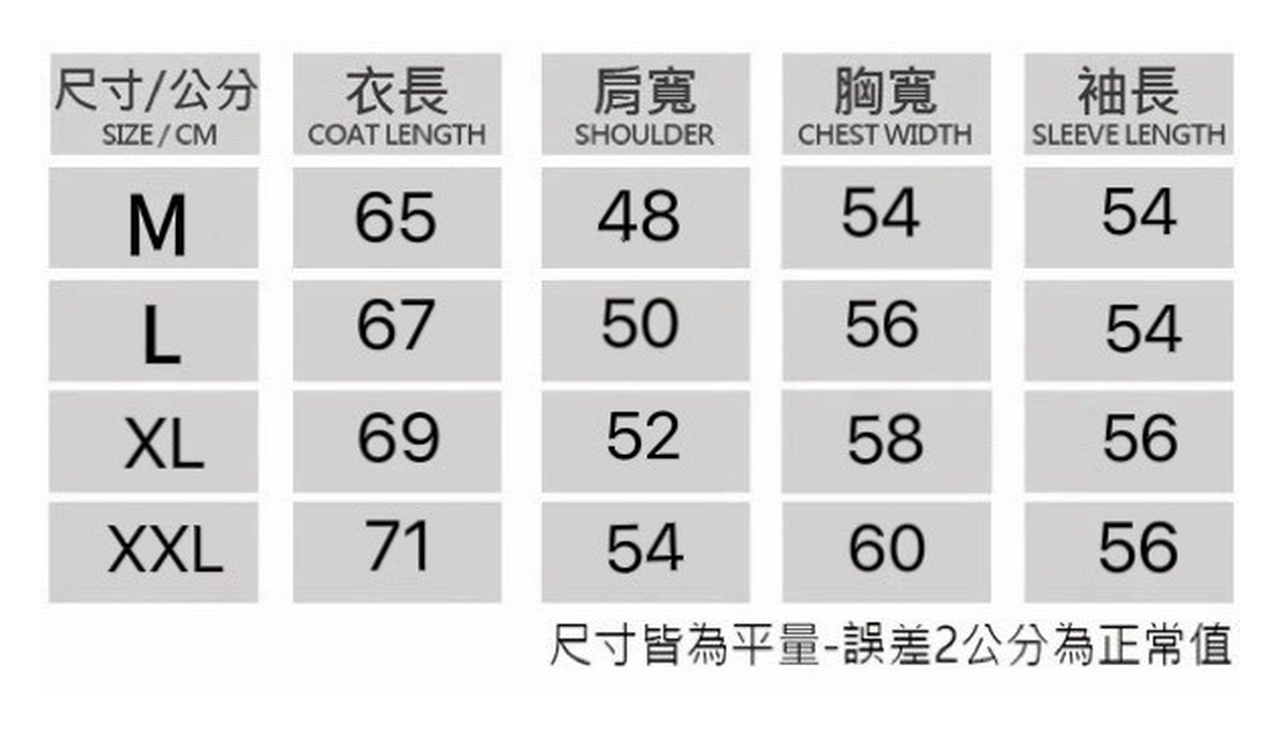 尺寸/公分 衣長 肩寬 胸寬 袖長
SIZE / CM COAT LENGTH SHOULDER CHEST WIDTH SLEEVE LENGTH
M 65 48 54 54
L 67 50 56 54
XL 69 52 58 56
XXL 71 54 60 56
尺寸皆為平量-誤差2公分為正常值